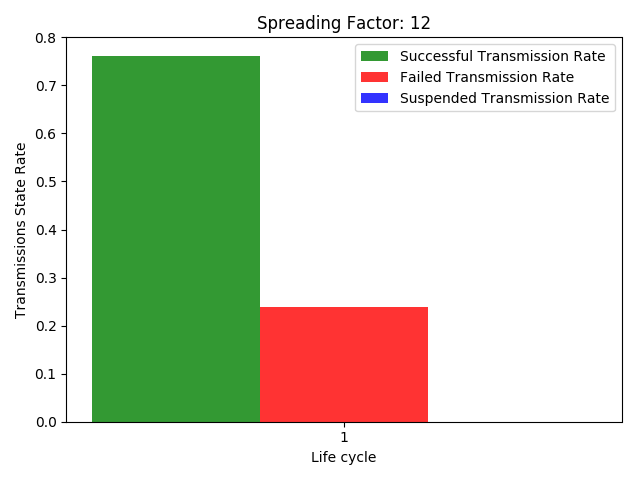 Spreading Factor: 12
Successful Transmission Rate
Failed Transmission Rate
Suspended Transmission Rate
Transmissions State Rate
0.8
0.7
0.6
0.5
0.4
0.3
0.2
0.1
0.0
1
Life cycle